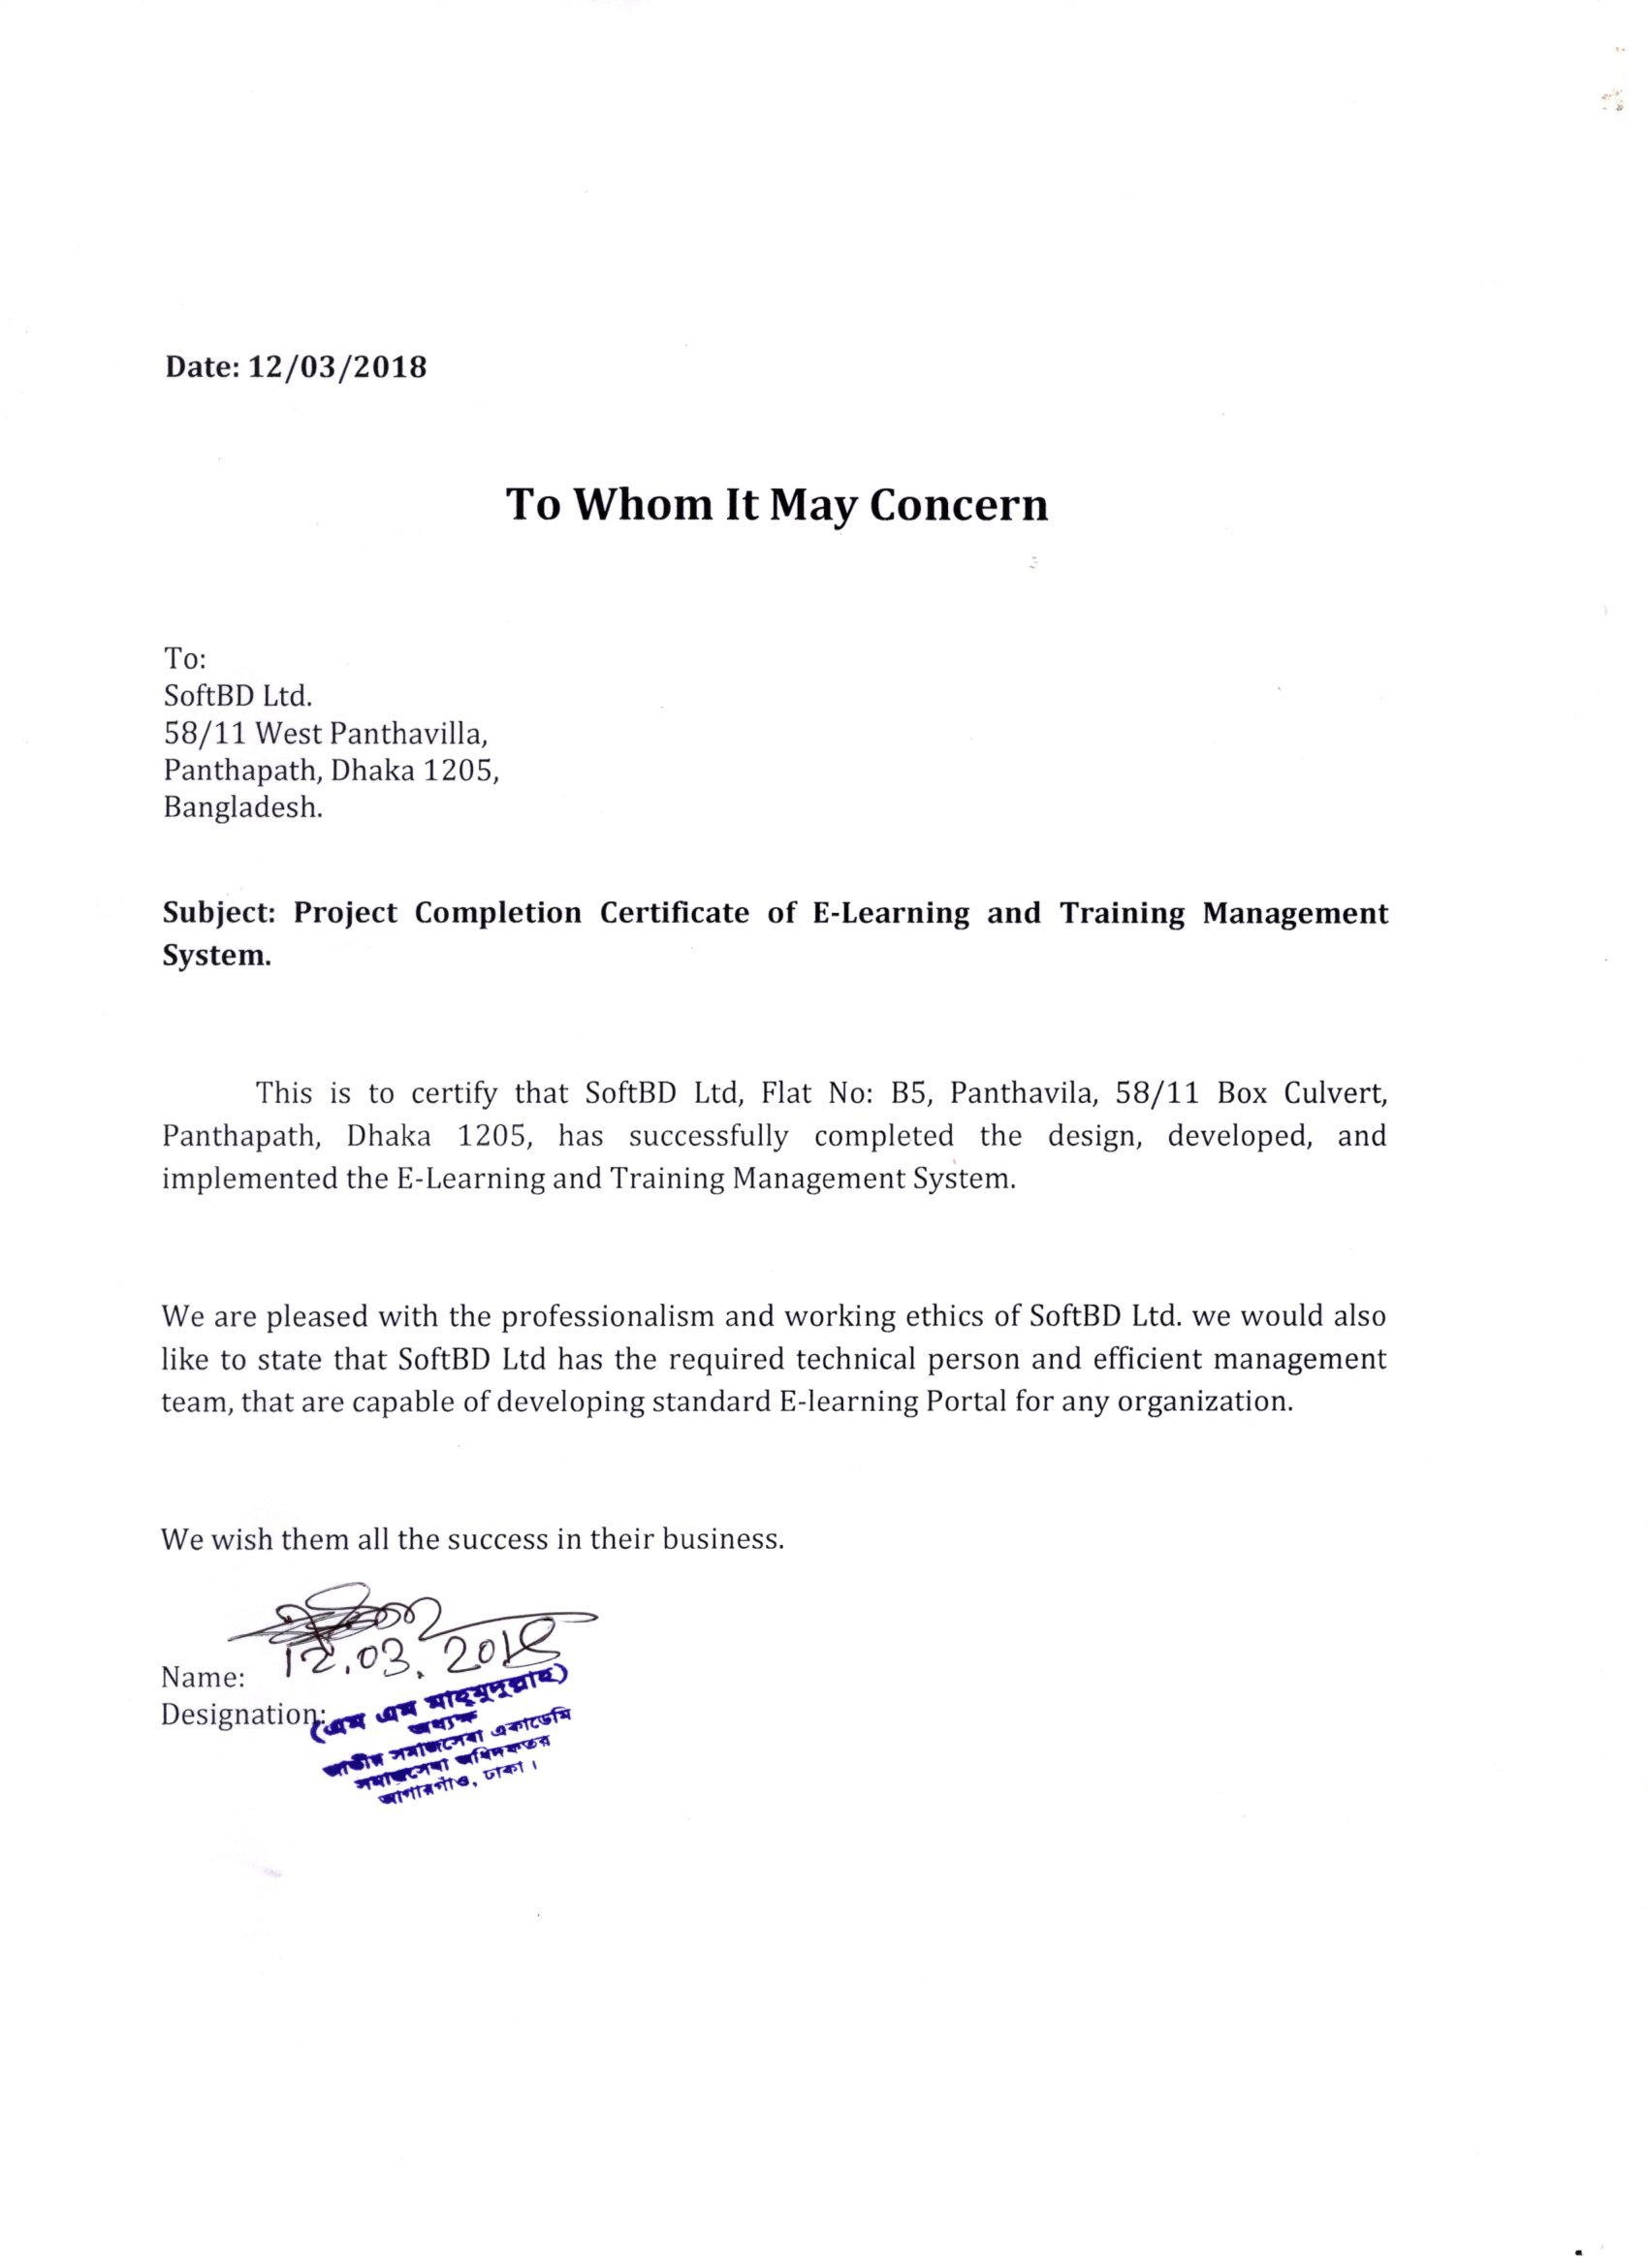 Date: 12/03/2018
To Whom It May Concern
To:
SoftBD Ltd.
58/11 West Panthavilla,
Panthapath, Dhaka 1205,
Bangladesh.
Subject: Project Completion Certificate of E-Learning and Training Management
System.
This is to certify that SoftBD Ltd, Flat No: B5, Panthavila, 58/11 Box Culvert,
Panthapath, Dhaka 1205, has successfully completed the design, developed, and
implemented the E-Learning and Training Management System.
We are pleased with the professionalism and working ethics of SoftBD Ltd. we would also
like to state that SoftBD Ltd has the required technical person and efficient management
team, that are capable of developing standard E-learning Portal for any organization.
We wish them all the success in their business.
12.03.2018
Name:
Designation:
(এম এম মাহমুদুল্লাহ)
অধ্যক্ষ
জাতীয় সমাজসেবা একাডেমি
সমাজসেবা অধিদফতর
আগারগাঁও, ঢাকা।